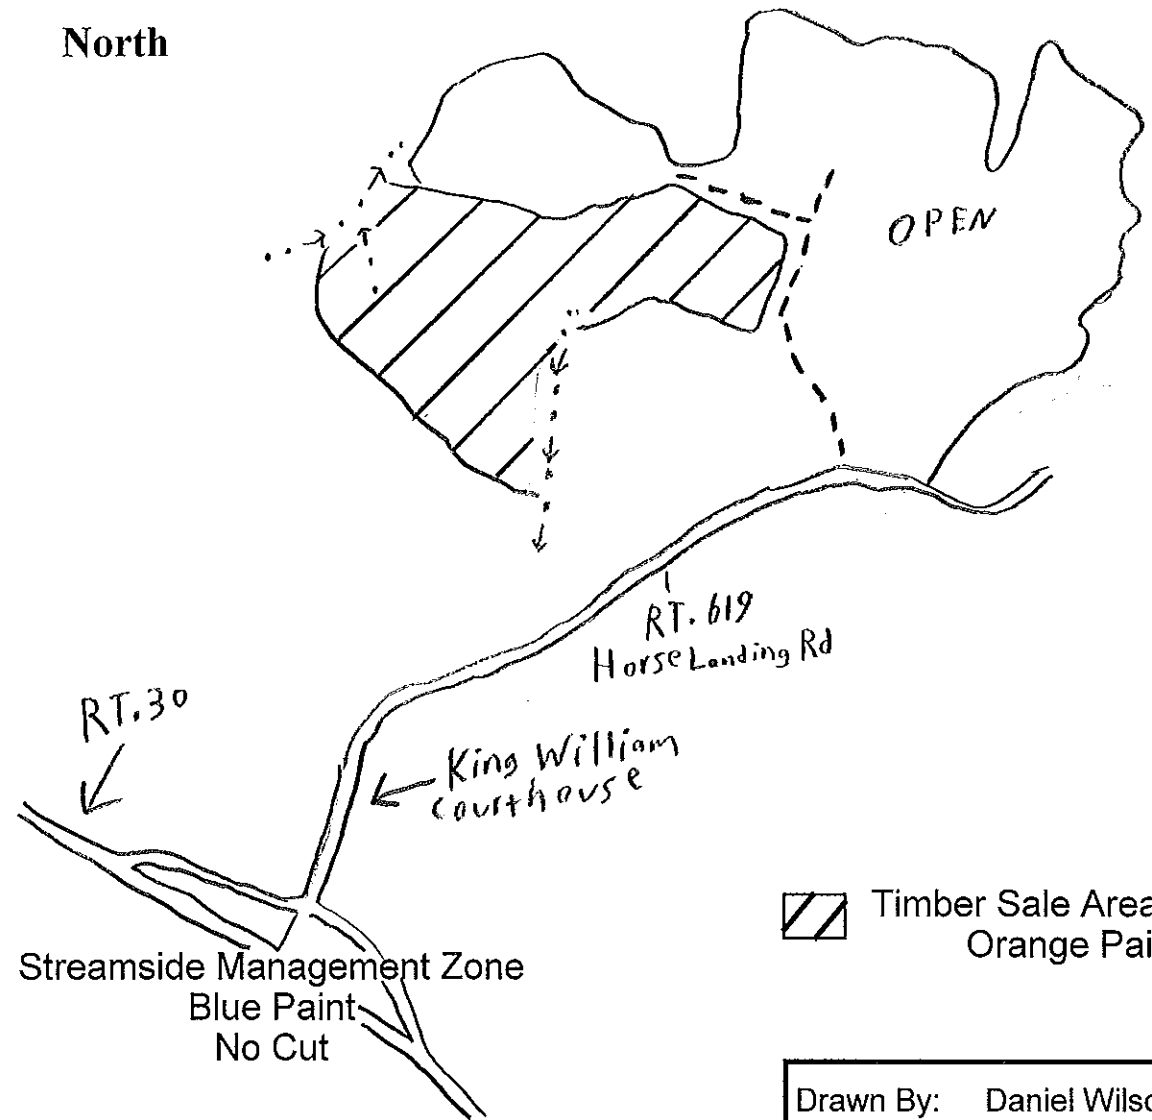 North
OPEN
RT. 619
Horse Landing Rd
RT. 30
King William
Courthouse
Timber Sale Area
Orange Pai
Streamside Management Zone
Blue Paint
No Cut
Drawn By: Daniel Wilso